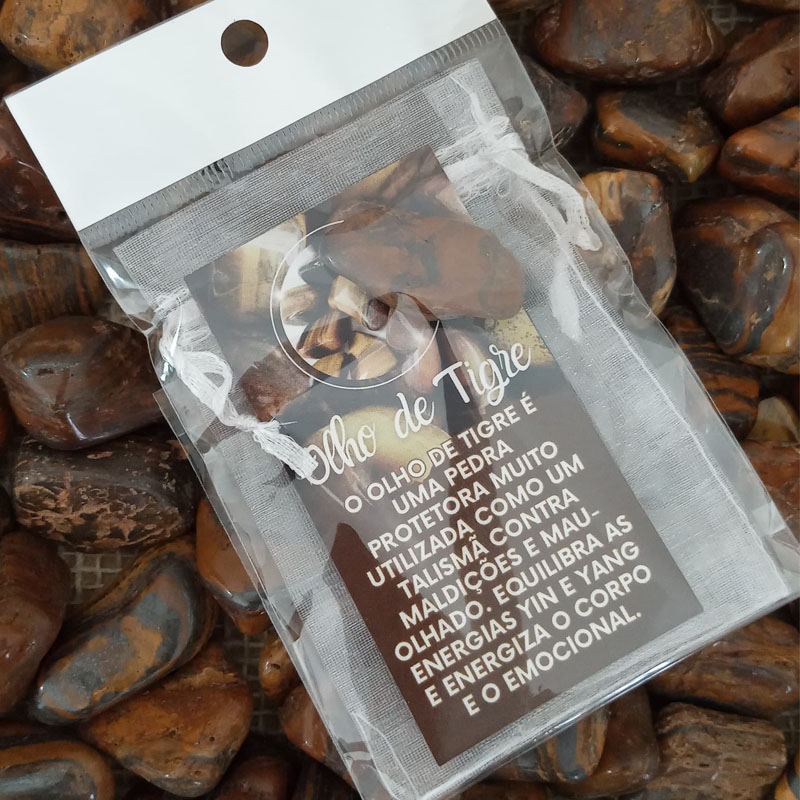 Olho de Tigre
O OLHO DE TIGRE É
UMA PEDRA
PROTETORA MUITO
UTILIZADA COMO UM
TALISMÃ CONTRA
MALDIÇÕES E MAU-
OLHADO. EQUILIBRA AS
ENERGIAS YIN E YANG
E ENERGIZA O CORPO
E O EMOCIONAL.